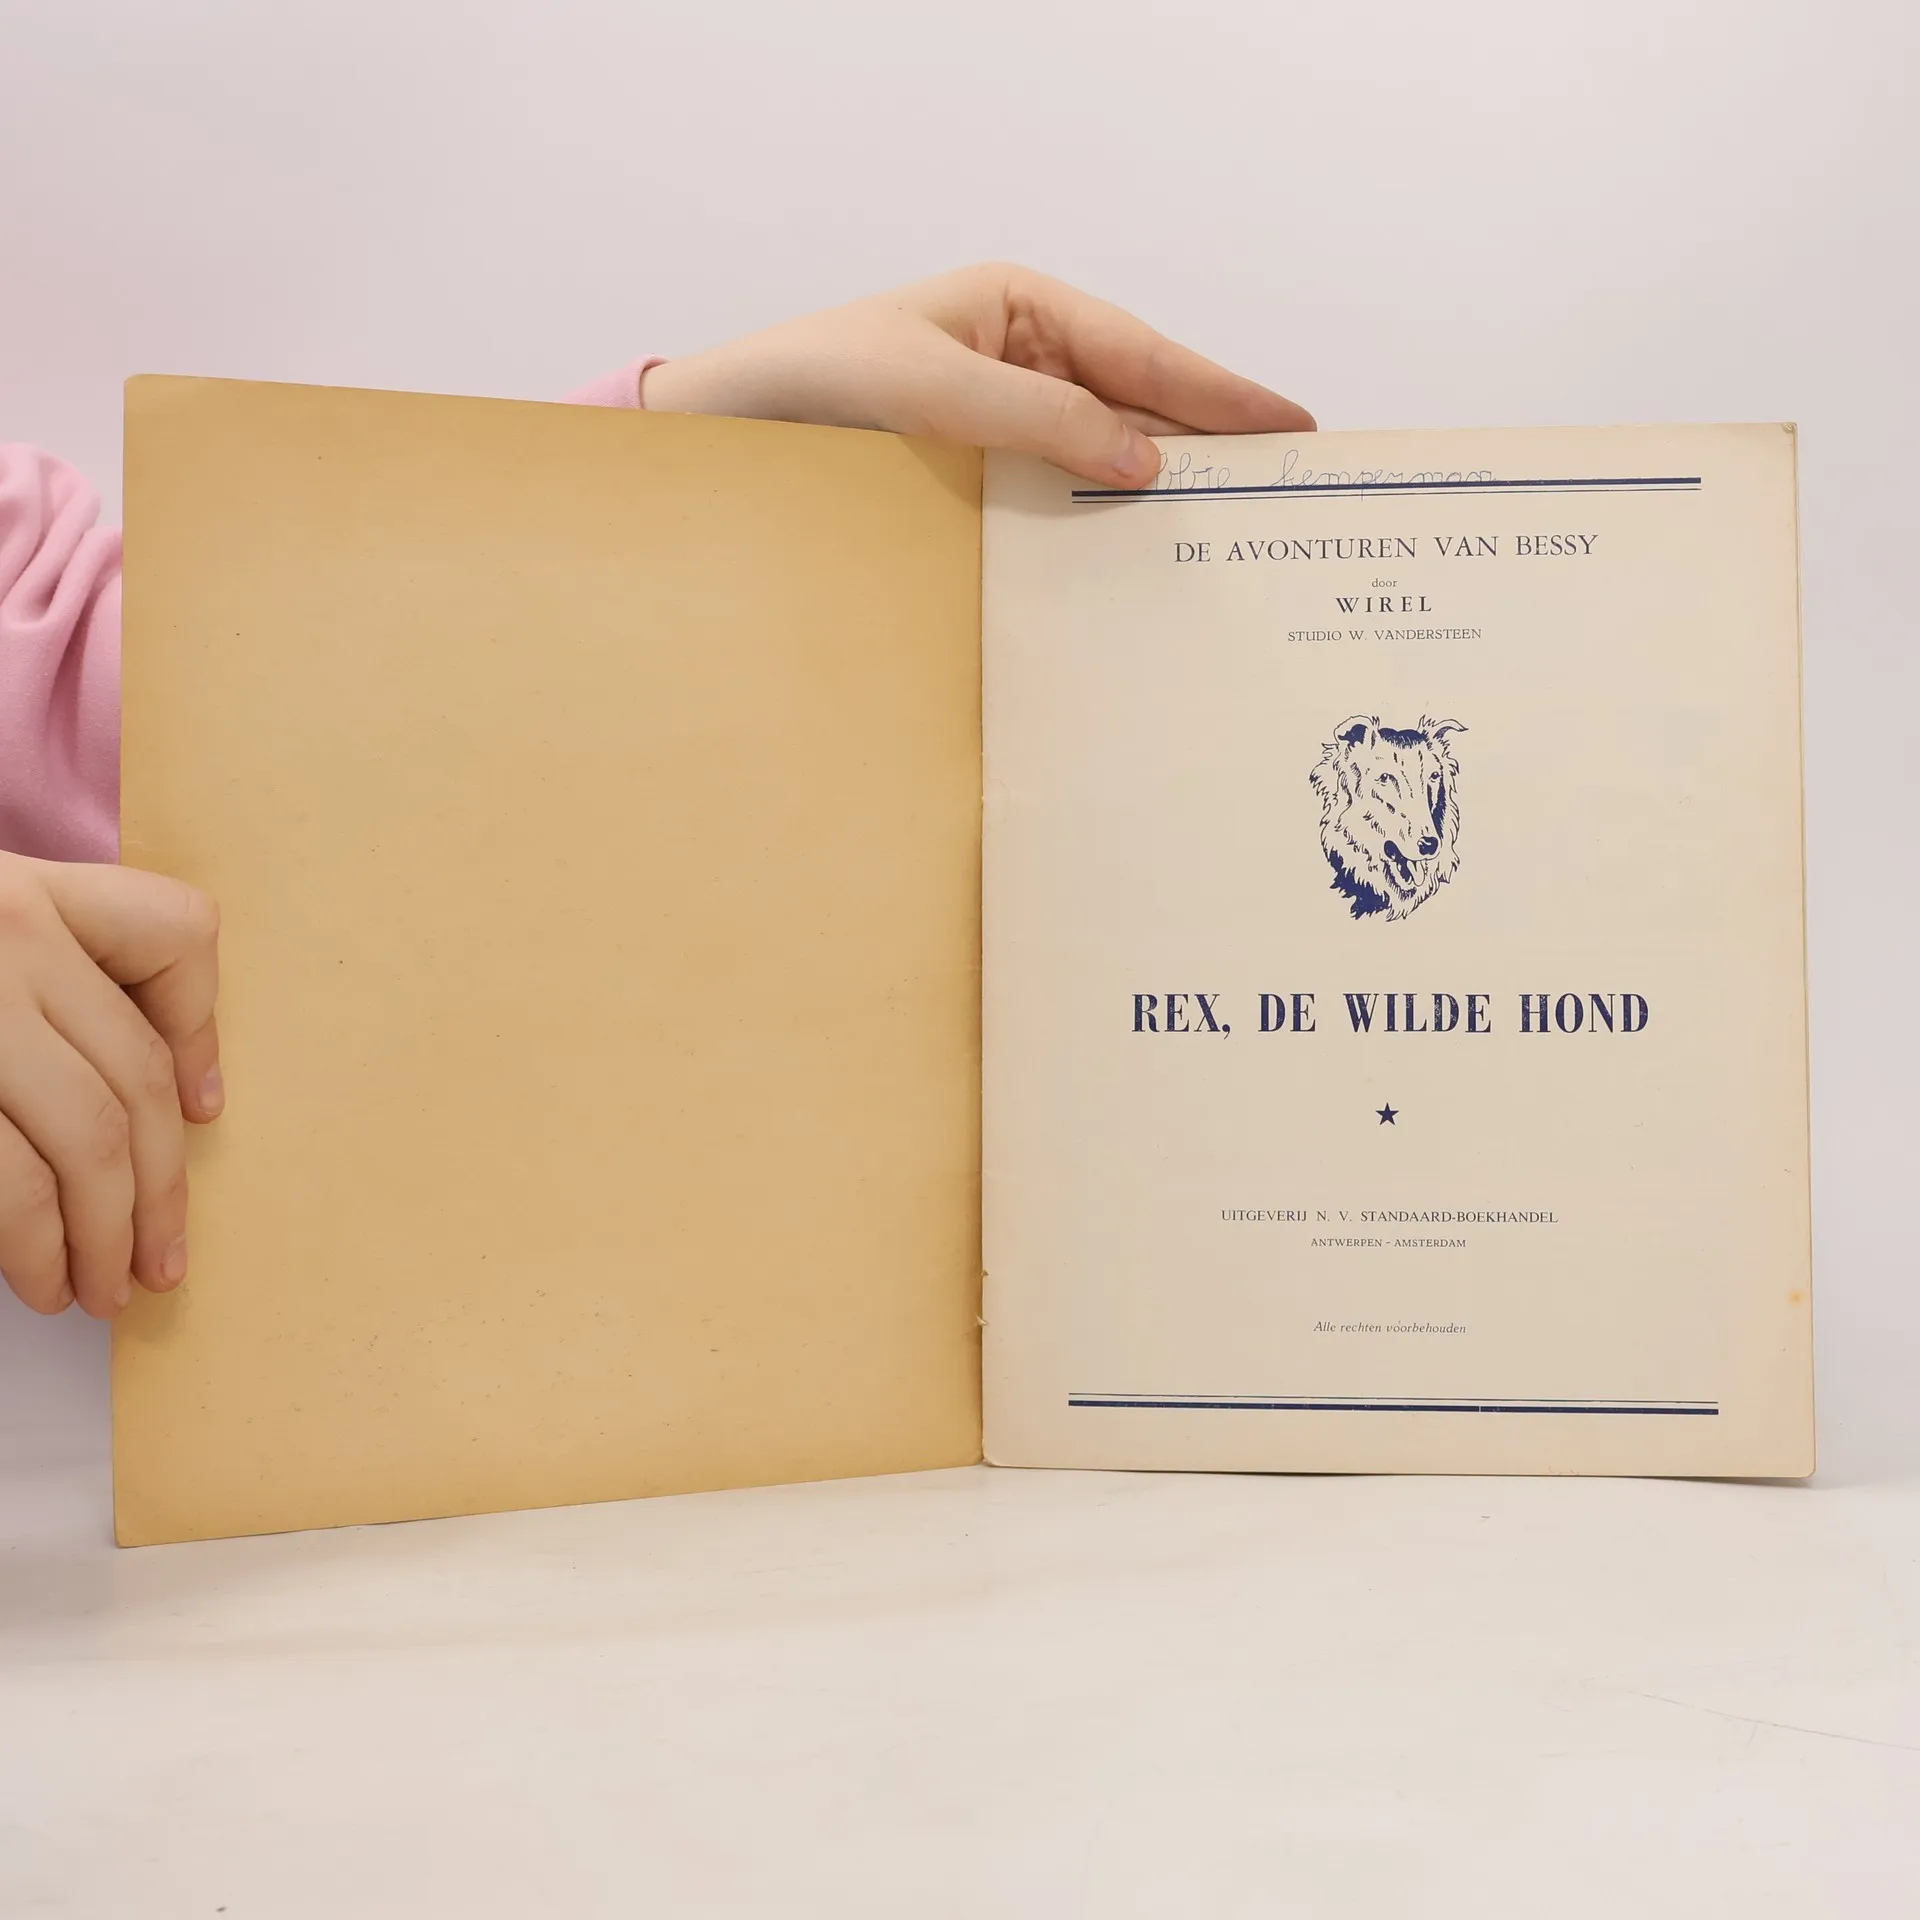 DE AVONTUREN VAN BESSY
door
WIREL
STUDIO W. VANDERSTEEN
REX, DE WILDE HOND
UITGEVERIJ N. V. STANDAARD-BOEKHANDEL
ANTWERPEN - AMSTERDAM
Alle rechten voorbehouden